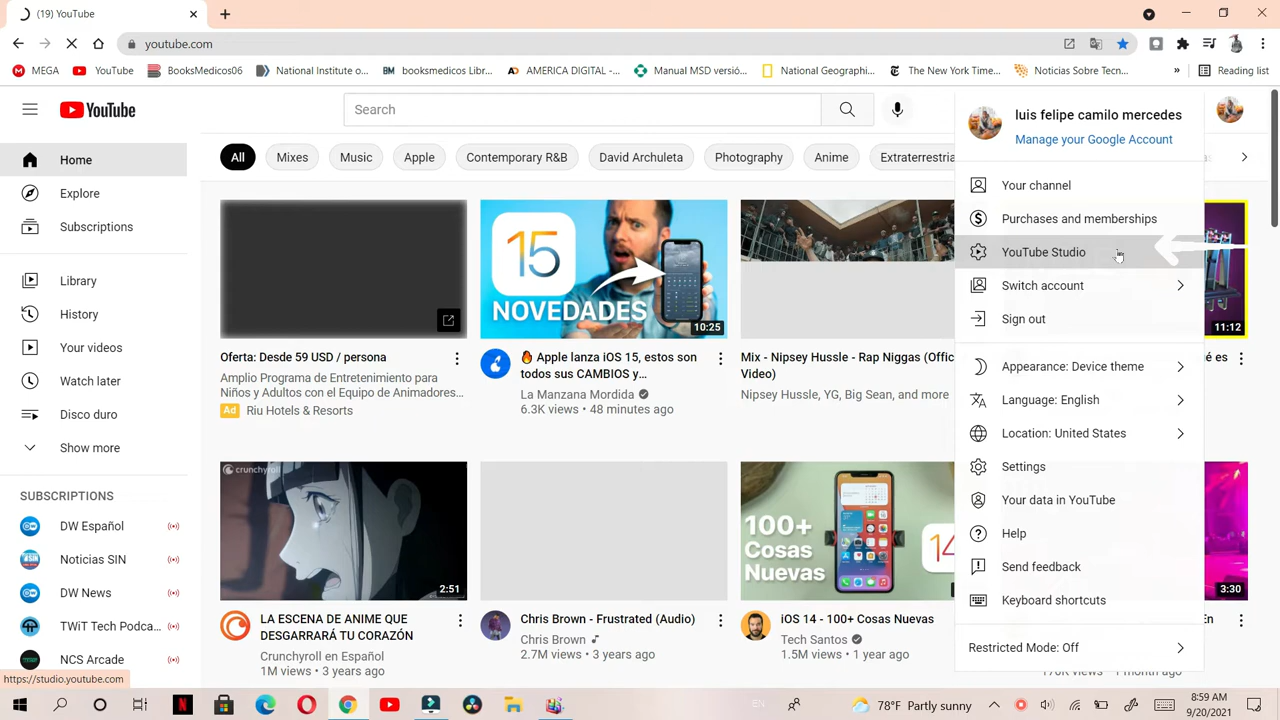 (19) YouTube
youtube.com
MEGA
YouTube
BooksMedicos06
National Institute o...
booksmedicos Libr...
AMERICA DIGITAL -...
Manual MSD versió...
National Geographi...
The New York Time...
Noticias Sobre Tecn...
»
Reading list
YouTube
Search
Home
Explore
Subscriptions
Library
History
Your videos
Watch later
Disco duro
Show more
SUBSCRIPTIONS
DW Español
Noticias SIN
DW News
TWiT Tech Podca...
NCS Arcade
https://studio.youtube.com
All
Mixes
Music
Apple
Contemporary R&B
David Archuleta
Photography
Anime
Extraterrestria
Oferta: Desde 59 USD / persona
Amplio Programa de Entretenimiento para
Niños y Adultos con el Equipo de Animadores...
Ad Riu Hotels & Resorts
15
NOVEDADES
10:25
🔥 Apple lanza iOS 15, estos son
todos sus CAMBIOS y...
La Manzana Mordida
6.3K views • 48 minutes ago
Mix - Nipsey Hussle - Rap Niggas (Offic
Video)
Nipsey Hussle, YG, Big Sean, and more
11:12
é es
crunchyroll
2:51
LA ESCENA DE ANIME QUE
DESGARRARÁ TU CORAZÓN
Crunchyroll en Español
1M views • 3 years ago
Chris Brown - Frustrated (Audio)
Chris Brown
2.7M views • 3 years ago
100+
Cosas
Nuevas
14
iOS 14 - 100+ Cosas Nuevas
Tech Santos
1.5M views • 1 year ago
3:30
En
luis felipe camilo mercedes
Manage your Google Account
Your channel
Purchases and memberships
YouTube Studio
Switch account
Sign out
Appearance: Device theme
Language: English
Location: United States
Settings
Your data in YouTube
Help
Send feedback
Keyboard shortcuts
Restricted Mode: Off
78°F Partly sunny
8:59 AM
9/20/2021